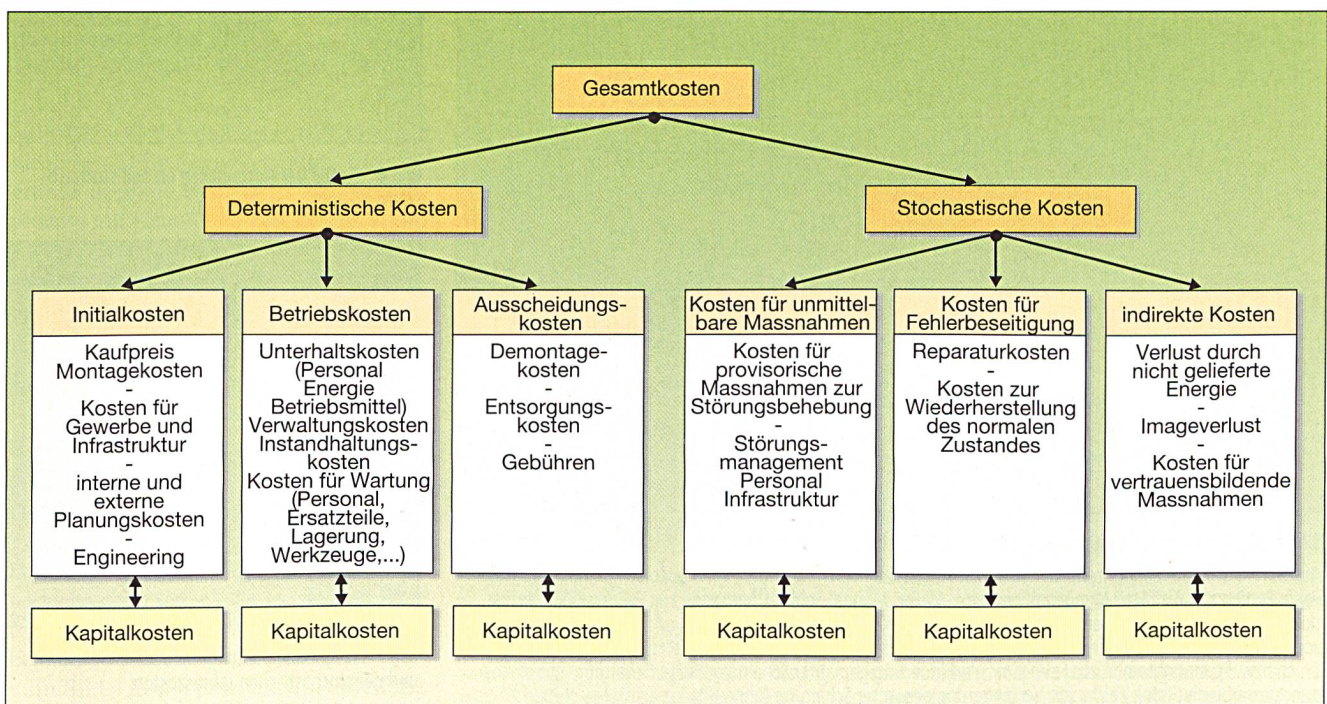 Gesamtkosten
Deterministische Kosten
Stochastische Kosten
Initialkosten
Kaufpreis
Montagekosten
-
Kosten für
Gewerbe und
Infrastruktur
-
interne und
externe
Planungskosten
-
Engineering
Betriebskosten
Unterhaltskosten
(Personal
Energie
Betriebsmittel)
Verwaltungskosten
Instandhaltungs-
kosten
Kosten für Wartung
(Personal,
Ersatzteile,
Lagerung,
Werkzeuge,...)
Ausscheidungs-
kosten
Demontage-
kosten
-
Entsorgungs-
kosten
-
Gebühren
Kosten für unmittel-
bare Massnahmen
Kosten für
provisorische
Massnahmen zur
Störungsbehebung
-
Störungs-
management
Personal
Infrastruktur
Kosten für
Fehlerbeseitigung
Reparaturkosten
-
Kosten zur
Wiederherstellung
des normalen
Zustandes
indirekte Kosten
Verlust durch
nicht gelieferte
Energie
-
Imageverlust
-
Kosten für
vertrauensbildende
Massnahmen
Kapitalkosten
Kapitalkosten
Kapitalkosten
Kapitalkosten
Kapitalkosten
Kapitalkosten